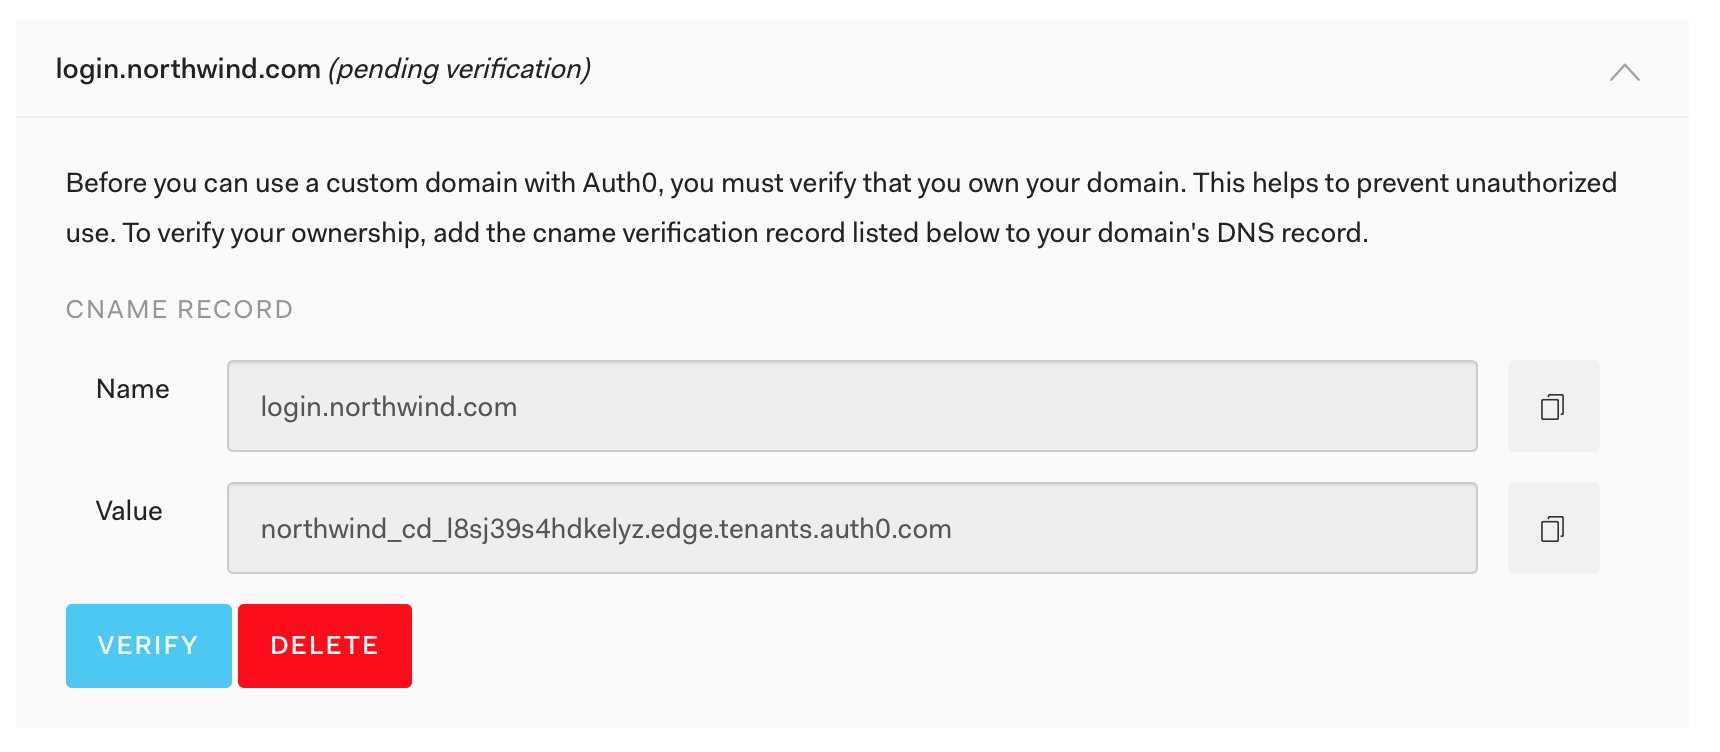 login.northwind.com (pending verification)
Before you can use a custom domain with Auth0, you must verify that you own your domain. This helps to prevent unauthorized
use. To verify your ownership, add the cname verification record listed below to your domain's DNS record.
CNAME RECORD
Name
login.northwind.com
Value
northwind_cd_l8sj39s4hdkelyz.edge.tenants.auth0.com
VERIFY DELETE